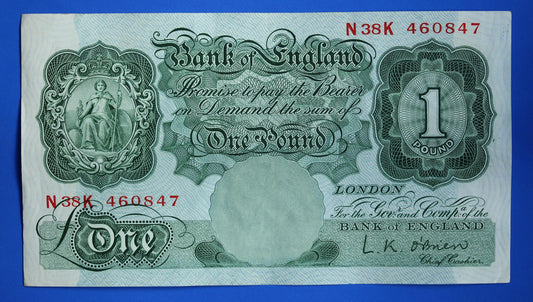 N38K 460847
Bank of England
Promise to pay the Bearer
on Demand the sum of
One Pound
1
POUND
LONDON
N38K 460847
For the Gov.r and Comp.a of the
BANK OF ENGLAND
£ONE
L. K. O'Brien
Chief Cashier.